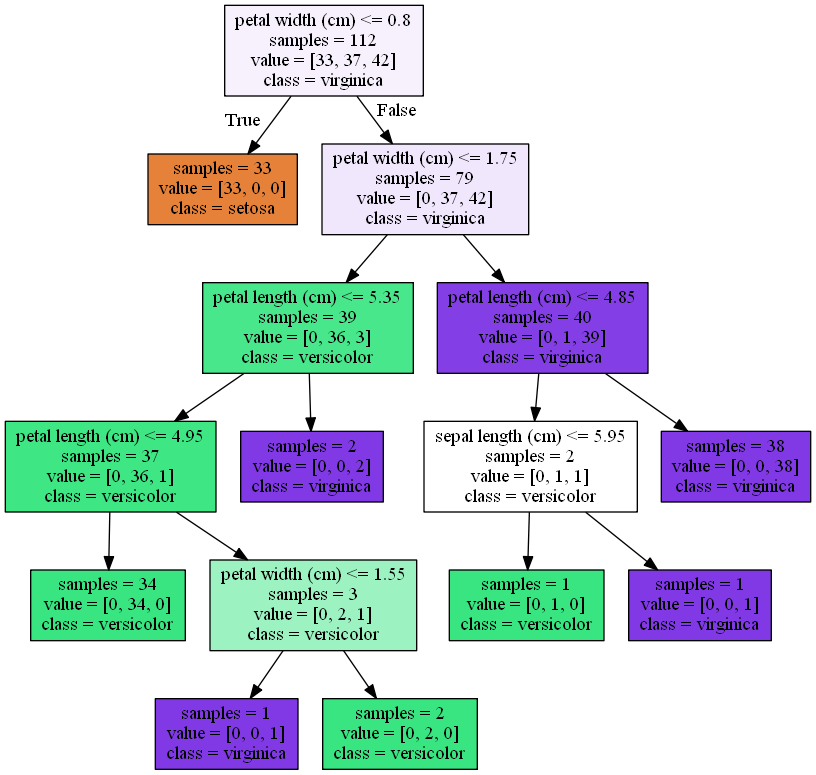 petal width (cm) <= 0.8
samples = 112
value = [33, 37, 42]
class = virginica
True
False
samples = 33
value = [33, 0, 0]
class = setosa
petal width (cm) <= 1.75
samples = 79
value = [0, 37, 42]
class = virginica
petal length (cm) <= 5.35
samples = 39
value = [0, 36, 3]
class = versicolor
petal length (cm) <= 4.85
samples = 40
value = [0, 1, 39]
class = virginica
petal length (cm) <= 4.95
samples = 37
value = [0, 36, 1]
class = versicolor
samples = 2
value = [0, 0, 2]
class = virginica
sepal length (cm) <= 5.95
samples = 2
value = [0, 1, 1]
class = versicolor
samples = 38
value = [0, 0, 38]
class = virginica
samples = 34
value = [0, 34, 0]
class = versicolor
petal width (cm) <= 1.55
samples = 3
value = [0, 2, 1]
class = versicolor
samples = 1
value = [0, 1, 0]
class = versicolor
samples = 1
value = [0, 0, 1]
class = virginica
samples = 1
value = [0, 0, 1]
class = virginica
samples = 2
value = [0, 2, 0]
class = versicolor